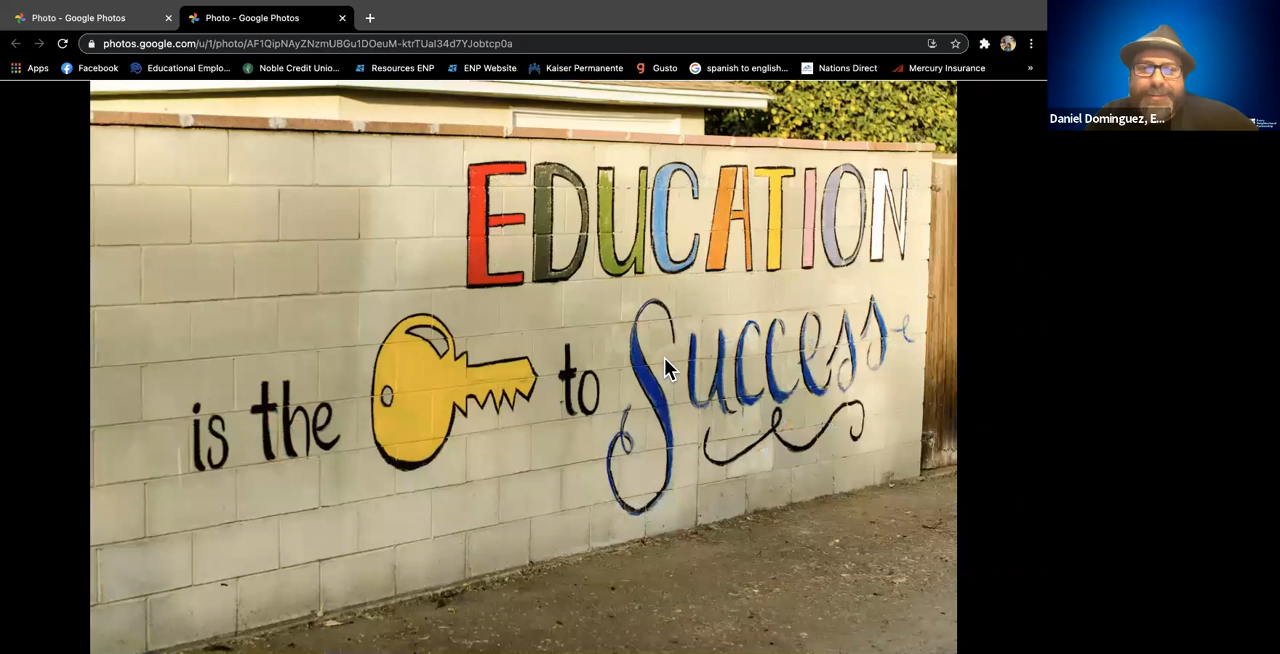 Photo - Google Photos
Photo - Google Photos
photos.google.com/u/1/photo/AF1QipNAyZNzmUBGu1DOeuM-ktrTUal34d7YJobtcp0a
Apps Facebook Educational Emplo... Noble Credit Unio... Resources ENP ENP Website Kaiser Permanente Gusto spanish to english... Nations Direct Mercury Insurance »
Daniel Dominguez, E...
EDUCATION
is the to Success